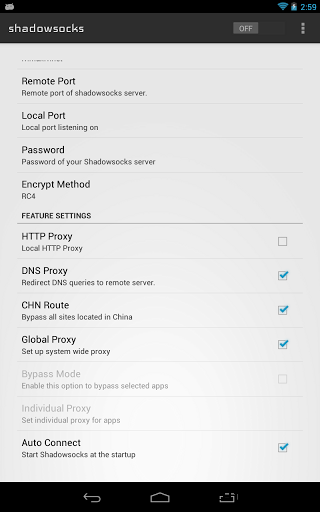 2:59
shadowsocks
OFF
Remote Port
Remote port of shadowsocks server.
Local Port
Local port listening on
Password
Password of your Shadowsocks server
Encrypt Method
RC4
FEATURE SETTINGS
HTTP Proxy
Local HTTP Proxy
DNS Proxy
Redirect DNS queries to remote server.
CHN Route
Bypass all sites located in China
Global Proxy
Set up system wide proxy
Bypass Mode
Enable this option to bypass selected apps
Individual Proxy
Set individual proxy for apps
Auto Connect
Start Shadowsocks at the startup